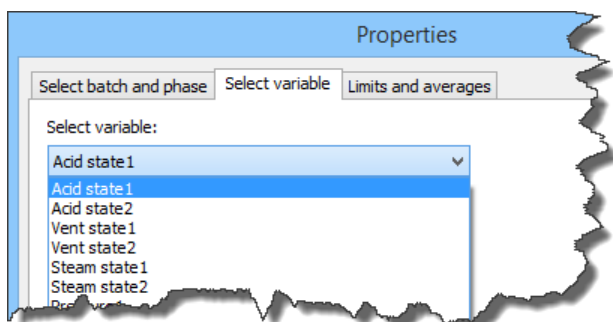 Properties
Select batch and phase Select variable Limits and averages
Select variable:
Acid state1
Acid state1
Acid state2
Vent state1
Vent state2
Steam state1
Steam state2